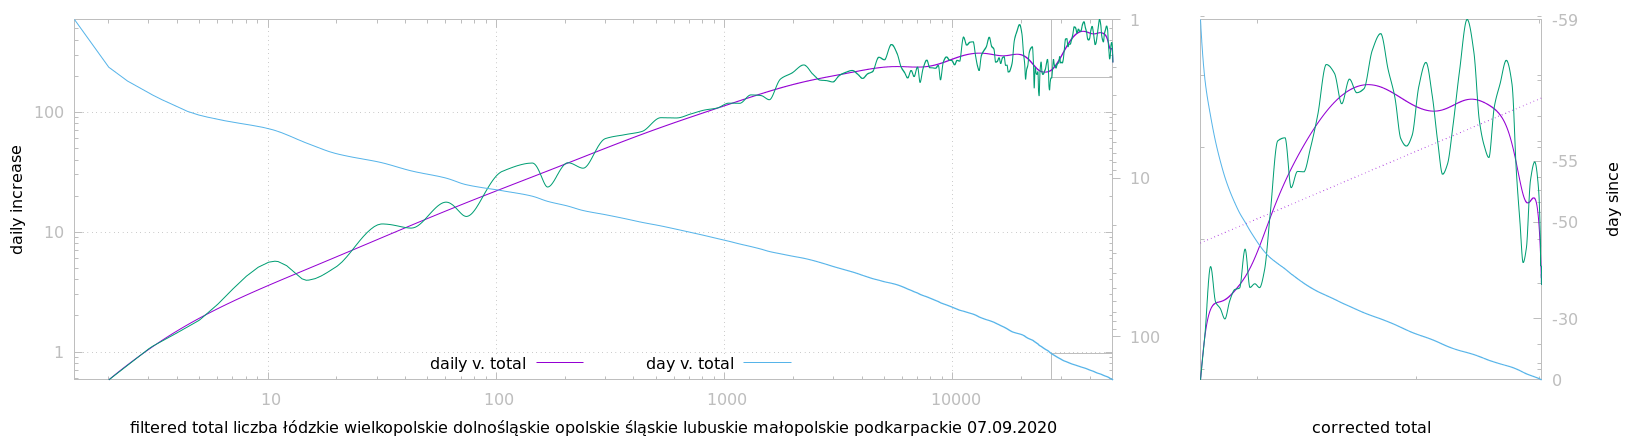 daily increase
100
10
1
10
100
1000
10000
1
10
100
daily v. total
day v. total
filtered total liczba łódzkie wielkopolskie dolnośląskie opolskie śląskie lubuskie małopolskie podkarpackie 07.09.2020
-59
-55
-50
-30
0
day since
corrected total